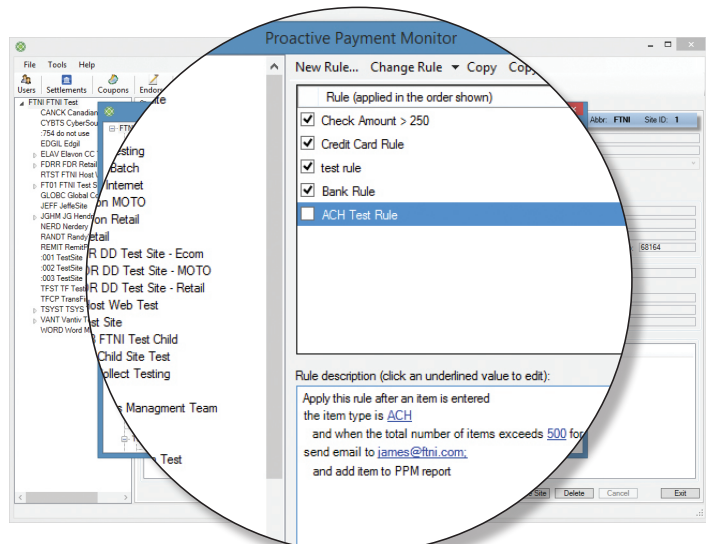 Proactive Payment Monitor
File Tools Help
Users Settlements Coupons
FTNI FTNI Test
CANCK Canadian
CYBTS CyberSou
:754 do not use
EDGIL Edgil
ELAV Elavon CC
FDRR FDR Retail
RTST FTNI Host
FT01 FTNI Test S
GLOBC Global
JEFF JeffeSite
JGHM JG Hende
NERD Nerdery
RANDT Randy
REMIT
:001 TestSite
:002 TestSite
:003 TestSite
TFST TF Test
TFCP
TSYST TSYS
VANT Vantiv
WORD Word
Batch
Internet
on MOTO
on Retail
etail
R DD Test Site - Ecom
DR DD Test Site - MOTO
R DD Test Site - Retail
Host Web Test
st Site
FTNI Test Child
Child Site Test
ollect Testing
Managment Team
Test
New Rule... Change Rule Copy
Rule (applied in the order shown)
Check Amount > 250
Credit Card Rule
test rule
Bank Rule
ACH Test Rule
Rule description (click an underlined value to edit):
Apply this rule after an item is entered
the item type is ACH
and when the total number of items exceeds 500 for
send email to james@ftni.com;
and add item to PPM report
Abbr: FTNI Site ID: 1
68164
Site Delete Cancel Exit